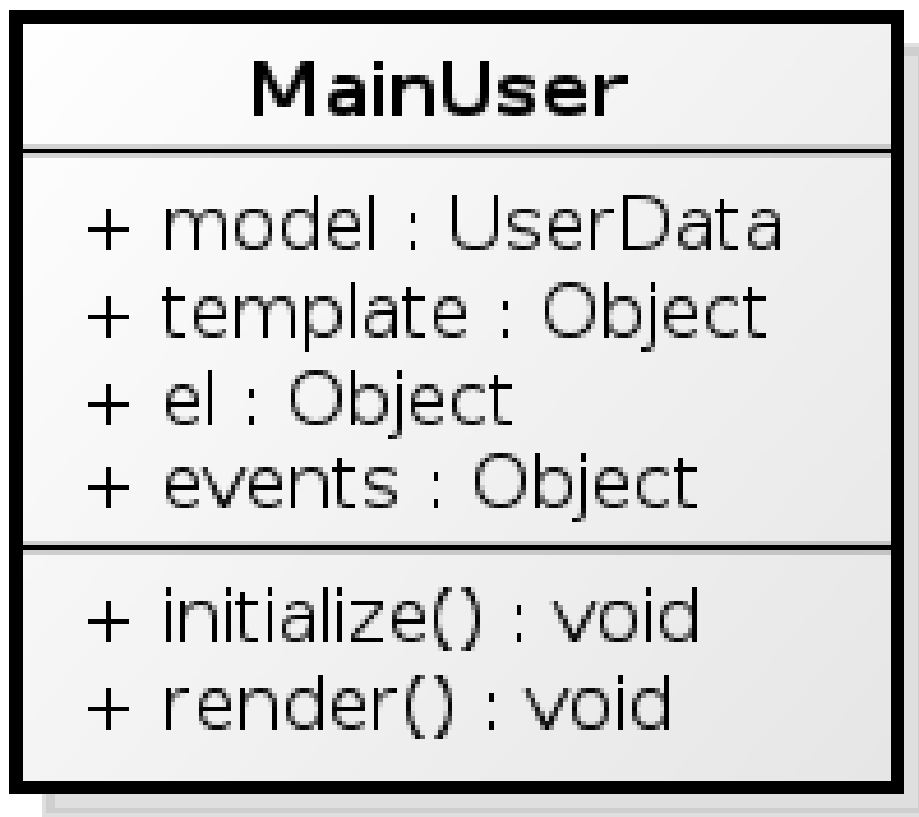 MainUser
+ model : UserData
+ template : Object
+ el : Object
+ events : Object
+ initialize() : void
+ render() : void